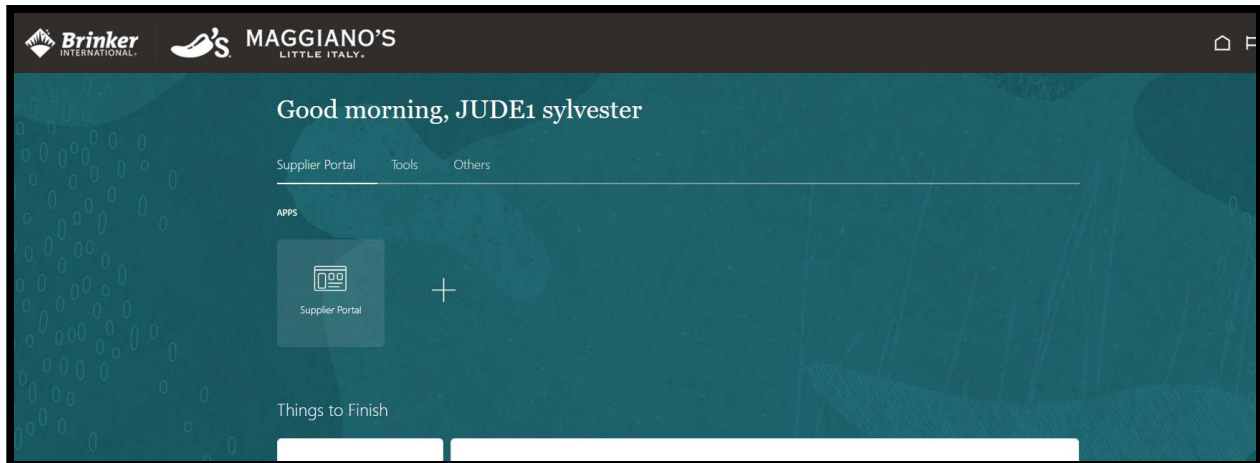 Brinker
INTERNATIONAL.
's
MAGGIANO'S
LITTLE ITALY.
Good morning, JUDE1 sylvester
Supplier Portal Tools Others
APPS
Supplier Portal
Things to Finish